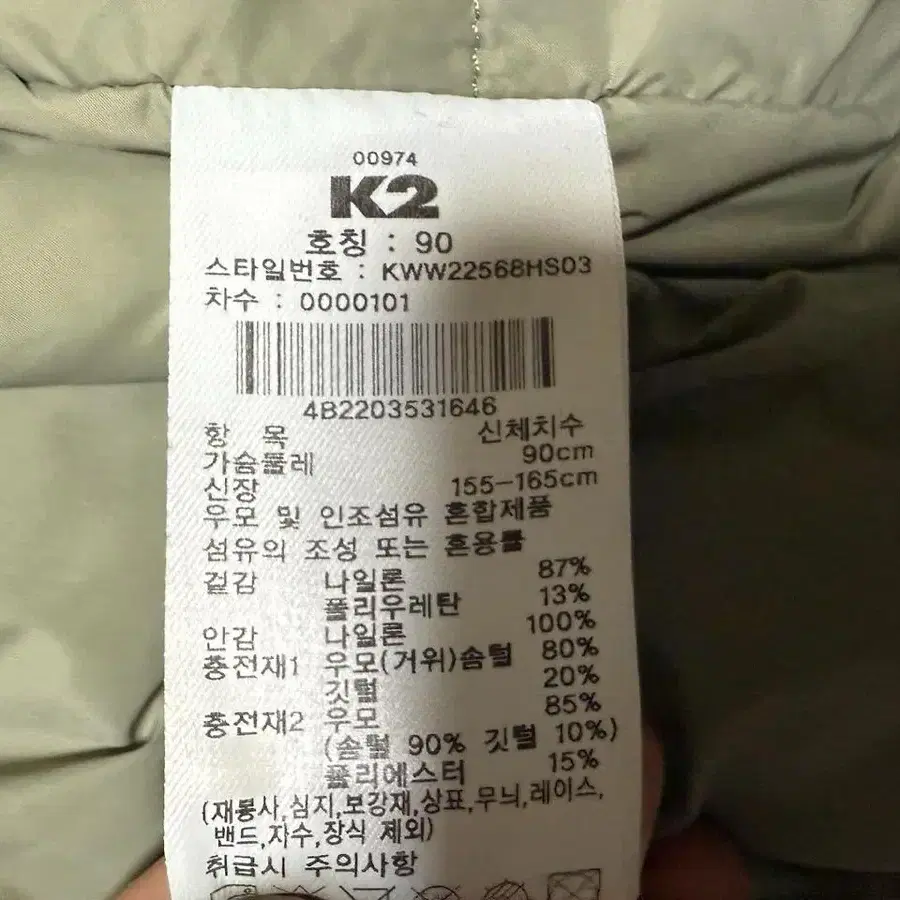 00974
K2
호칭 : 90
스타일번호 : KWW22568HS03
차수 : 0000101
4B2203531646
항 목 신체치수
가슴둘레 90cm
신장 155-165cm
우모 및 인조섬유 혼합제품
섬유의 조성 또는 혼용률
겉감 나일론 87%
폴리우레탄 13%
안감 나일론 100%
충전재1 우모(거위)솜털 80%
깃털 20%
충전재2 우모 85%
(솜털 90% 깃털 10%)
폴리에스터 15%
(재봉사,심지,보강재,상표,무늬,레이스,
밴드,자수,장식 제외)
취급시 주의사항